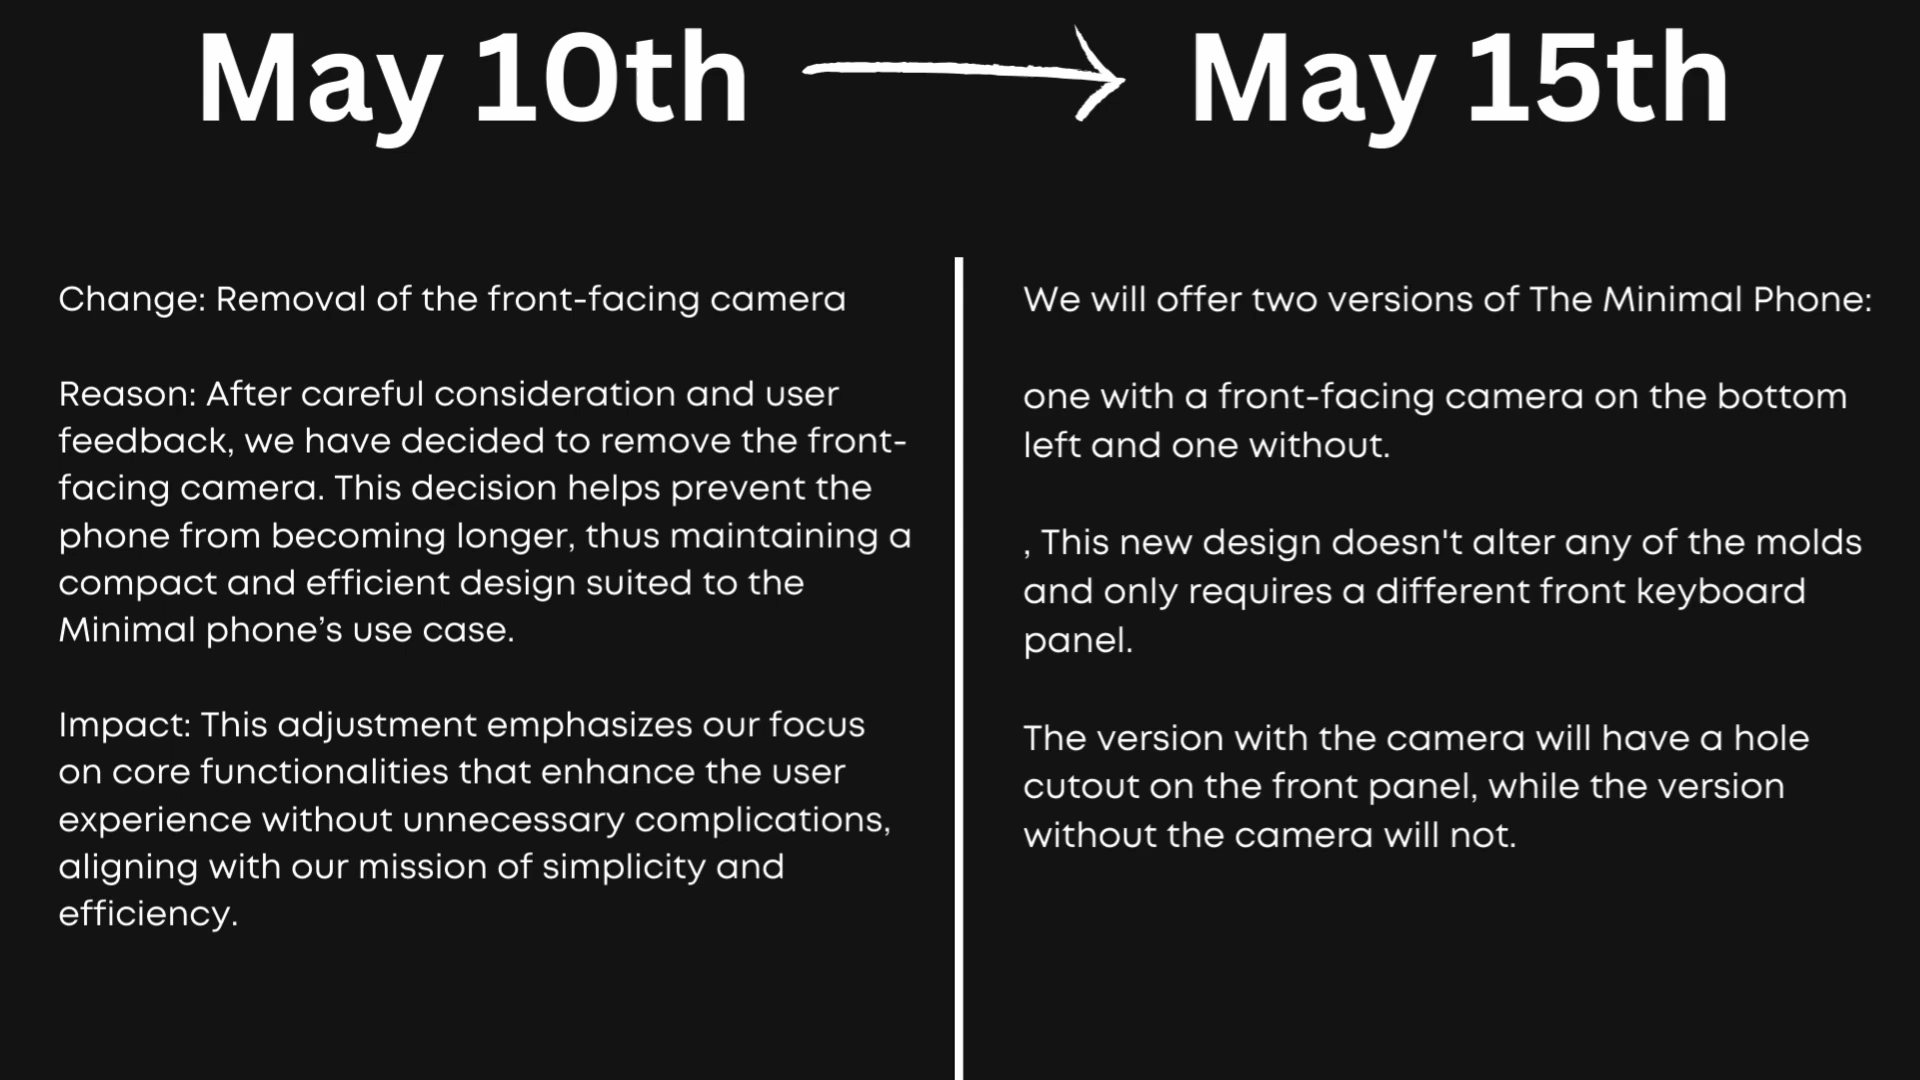 May 10th
May 15th
Change: Removal of the front-facing camera
Reason: After careful consideration and user
feedback, we have decided to remove the front-
facing camera. This decision helps prevent the
phone from becoming longer, thus maintaining a
compact and efficient design suited to the
Minimal phone’s use case.
Impact: This adjustment emphasizes our focus
on core functionalities that enhance the user
experience without unnecessary complications,
aligning with our mission of simplicity and
efficiency.
We will offer two versions of The Minimal Phone:
one with a front-facing camera on the bottom
left and one without.
, This new design doesn't alter any of the molds
and only requires a different front keyboard
panel.
The version with the camera will have a hole
cutout on the front panel, while the version
without the camera will not.